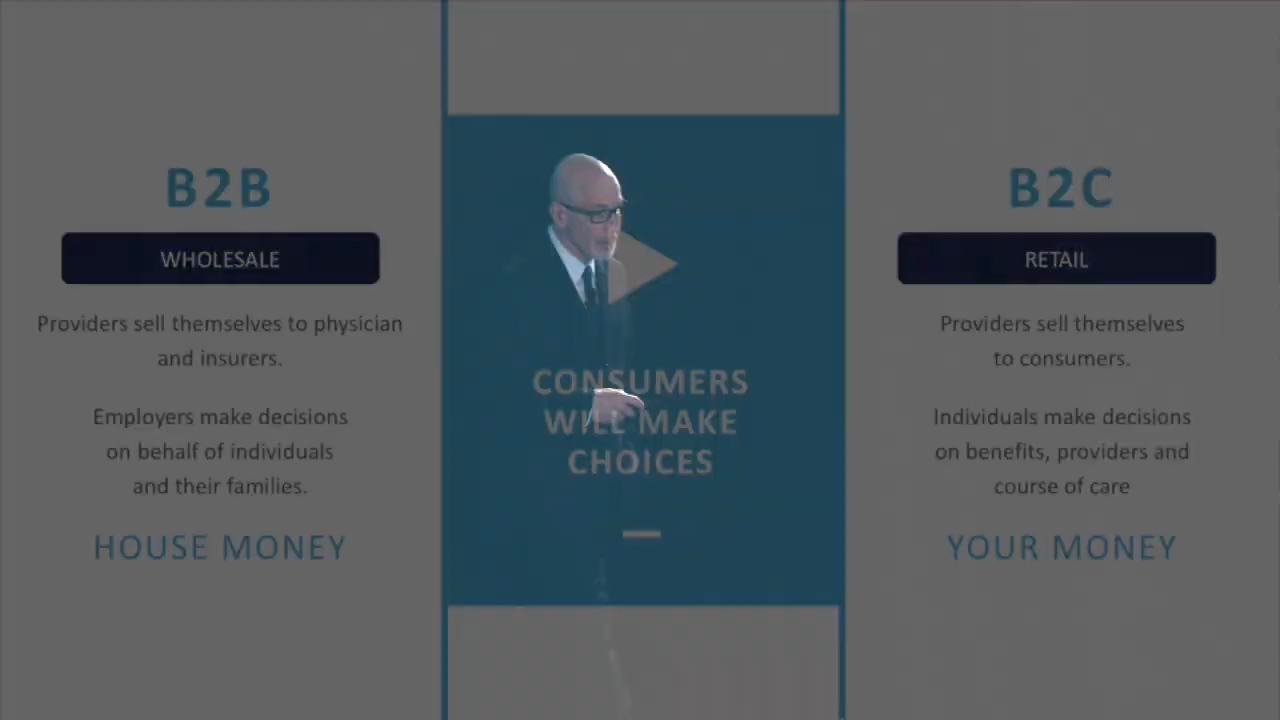 B2B
WHOLESALE
Providers sell themselves to physician
and insurers.
Employers make decisions
on behalf of individuals
and their families.
HOUSE MONEY
CONSUMERS
WILL MAKE
CHOICES
B2C
RETAIL
Providers sell themselves
to consumers.
Individuals make decisions
on benefits, providers and
course of care
YOUR MONEY